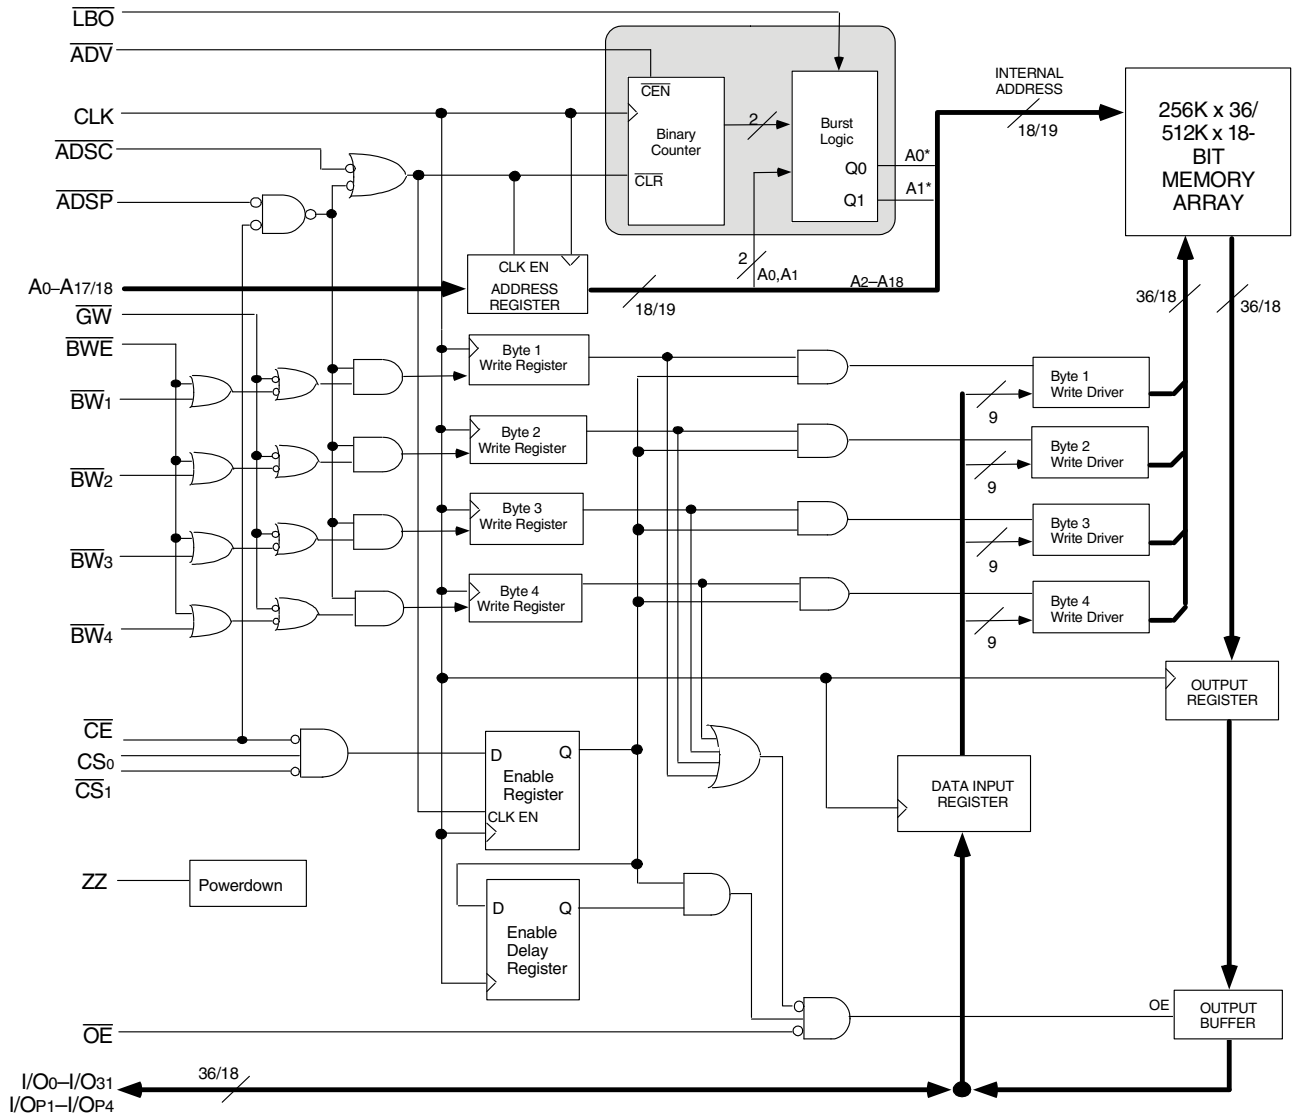 LBO
ADV
CLK
ADSC
ADSP
A0–A17/18
GW
BWE
BW1
BW2
BW3
BW4
CE
CS0
CS1
ZZ
OE
I/O0–I/O31
I/OP1–I/OP4
36/18
CEN
Binary
Counter
CLR
2
Burst
Logic
Q0
Q1
A0*
A1*
2
A0,A1
A2–A18
INTERNAL
ADDRESS
18/19
256K x 36/
512K x 18-
BIT
MEMORY
ARRAY
CLK EN
ADDRESS
REGISTER
18/19
36/18
36/18
Byte 1
Write Register
Byte 2
Write Register
Byte 3
Write Register
Byte 4
Write Register
9
Byte 1
Write Driver
9
Byte 2
Write Driver
9
Byte 3
Write Driver
9
Byte 4
Write Driver
OUTPUT
REGISTER
D
Q
Enable
Register
CLK EN
DATA INPUT
REGISTER
Powerdown
D
Q
Enable
Delay
Register
OE
OUTPUT
BUFFER